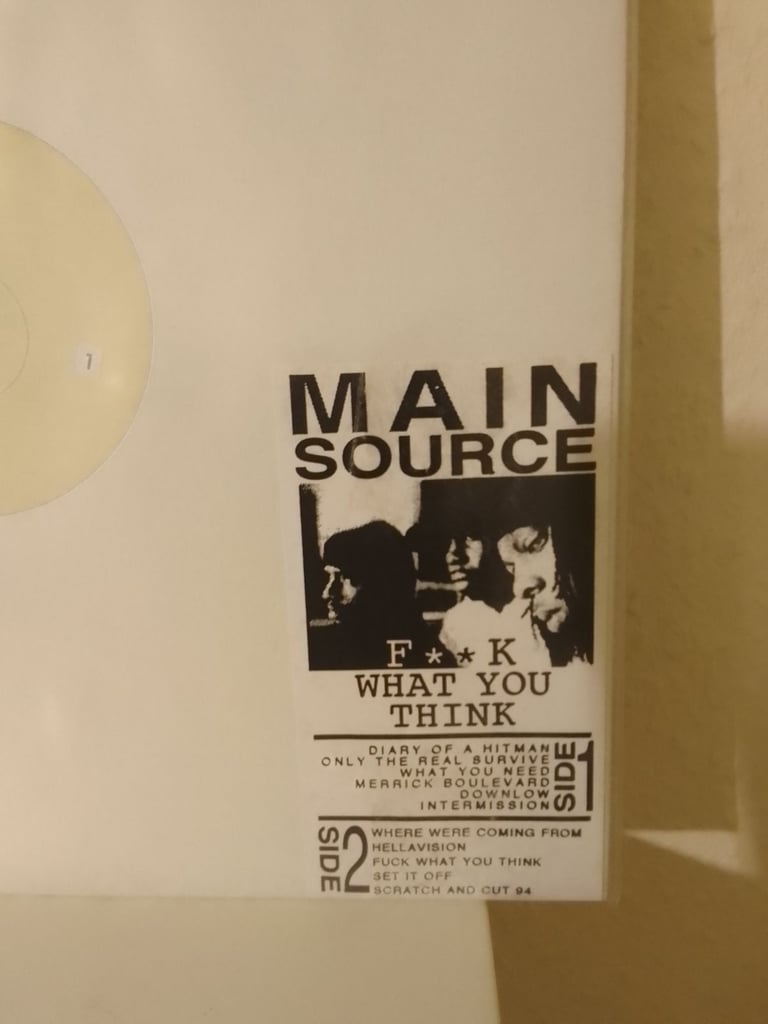 1
MAIN
SOURCE
F**K
WHAT YOU
THINK
SIDE 1
DIARY OF A HITMAN
ONLY THE REAL SURVIVE
WHAT YOU NEED
MERRICK BOULEVARD
DOWNLOW
INTERMISSION
SIDE 2
WHERE WERE COMING FROM
HELLAVISION
FUCK WHAT YOU THINK
SET IT OFF
SCRATCH AND CUT 94